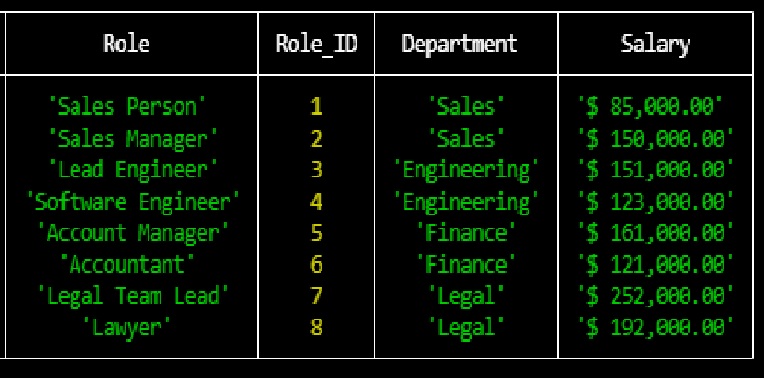 Role Role_ID Department Salary
'Sales Person' 1 'Sales' '$ 85,000.00'
'Sales Manager' 2 'Sales' '$ 150,000.00'
'Lead Engineer' 3 'Engineering' '$ 151,000.00'
'Software Engineer' 4 'Engineering' '$ 123,000.00'
'Account Manager' 5 'Finance' '$ 161,000.00'
'Accountant' 6 'Finance' '$ 121,000.00'
'Legal Team Lead' 7 'Legal' '$ 252,000.00'
'Lawyer' 8 'Legal' '$ 192,000.00'